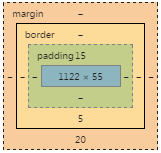 margin –
border –
padding 15
– – – 1122 × 55 – – –
–
5
20